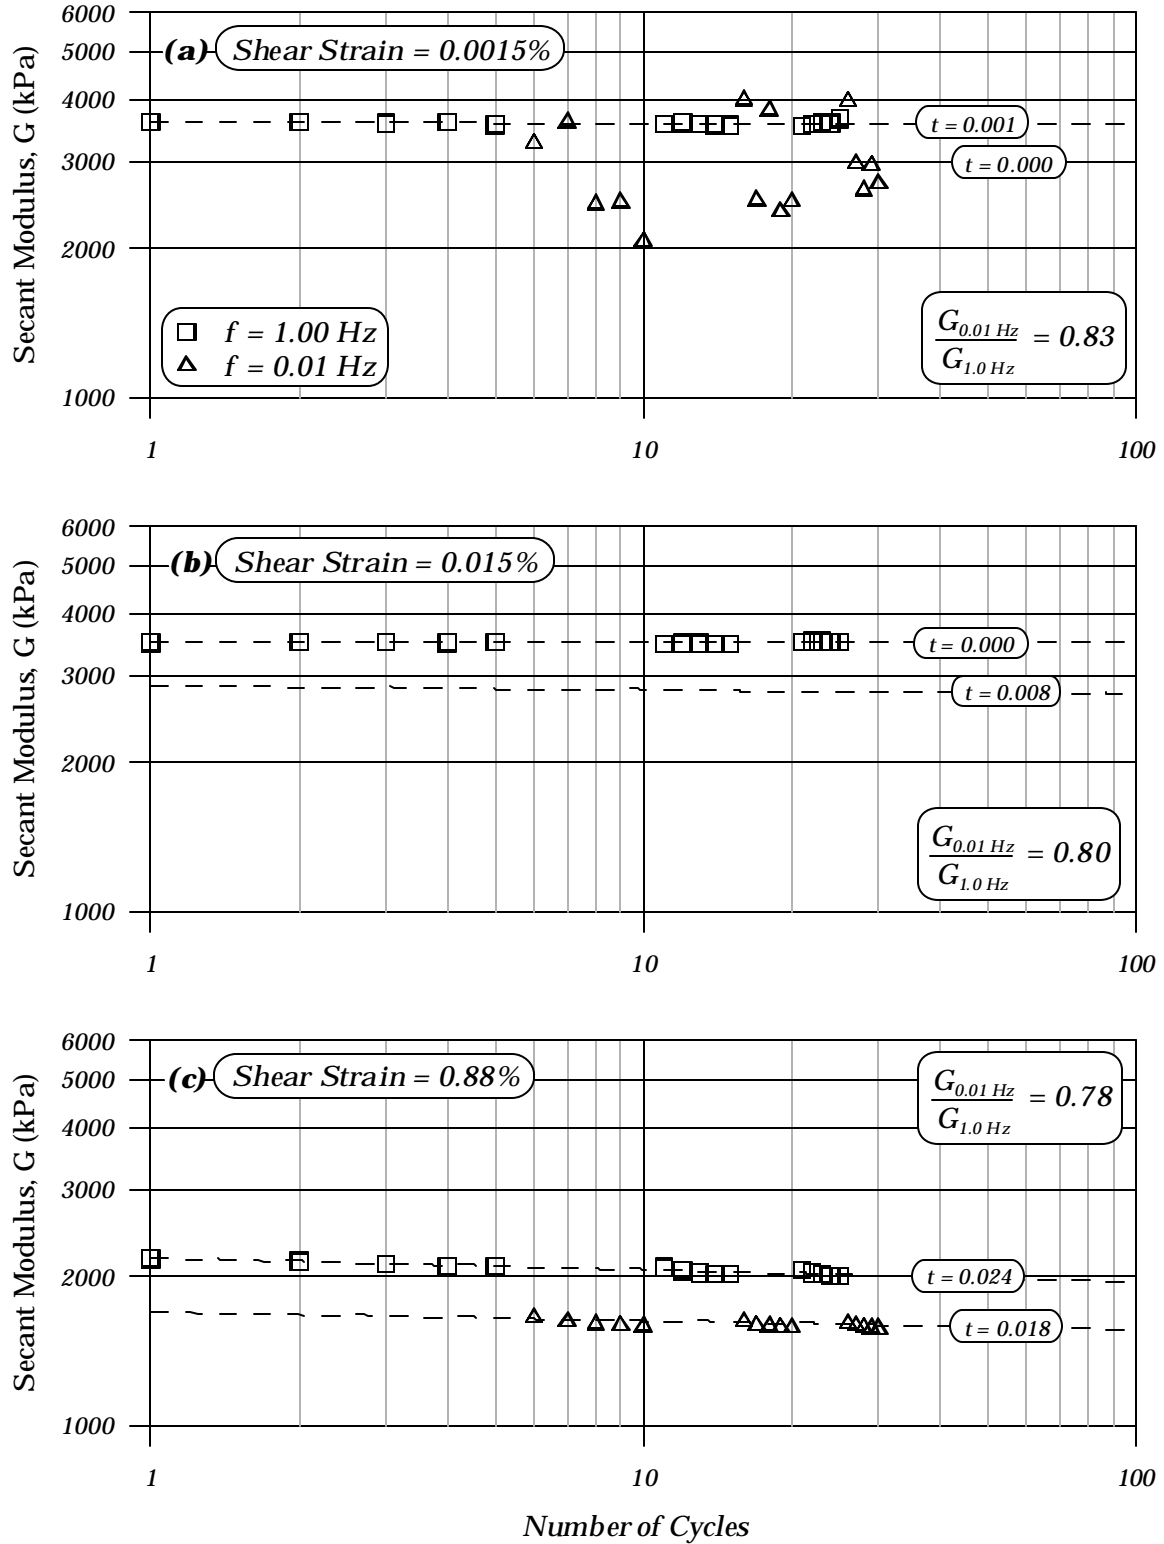 6000
(a) Shear Strain = 0.0015%
5000
4000
t = 0.001
3000
t = 0.000
2000
Secant Modulus, G (kPa)
f = 1.00 Hz
f = 0.01 Hz
G0.01 Hz
= 0.83
G1.0 Hz
1000
1 10 100
6000
(b) Shear Strain = 0.015%
5000
4000
t = 0.000
3000
t = 0.008
2000
Secant Modulus, G (kPa)
G0.01 Hz
= 0.80
G1.0 Hz
1000
1 10 100
6000
(c) Shear Strain = 0.88%
5000
G0.01 Hz
= 0.78
G1.0 Hz
4000
3000
Secant Modulus, G (kPa)
2000
t = 0.024
t = 0.018
1000
1 10 100
Number of Cycles